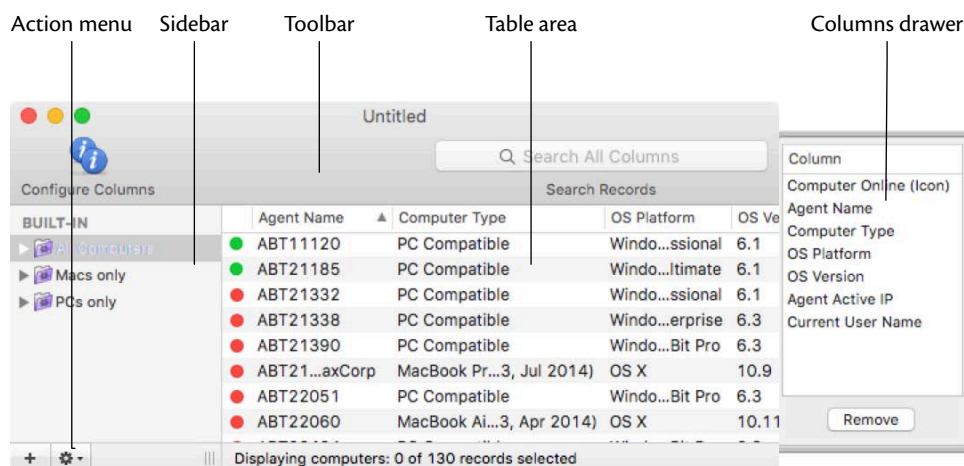 Action menu Sidebar Toolbar Table area Columns drawer
Untitled
Search All Columns
Configure Columns Search Records
BUILT-IN
All Computers
Macs only
PCs only
Agent Name Computer Type OS Platform OS Ve
ABT11120 PC Compatible Windo...ssional 6.1
ABT21185 PC Compatible Windo...ltimate 6.1
ABT21332 PC Compatible Windo...ssional 6.1
ABT21338 PC Compatible Windo...erprise 6.3
ABT21390 PC Compatible Windo...Bit Pro 6.3
ABT21...axCorp MacBook Pr...3, Jul 2014) OS X 10.9
ABT22051 PC Compatible Windo...Bit Pro 6.3
ABT22060 MacBook Ai...3, Apr 2014) OS X 10.11
Displaying computers: 0 of 130 records selected
Column
Computer Online (Icon)
Agent Name
Computer Type
OS Platform
OS Version
Agent Active IP
Current User Name
Remove